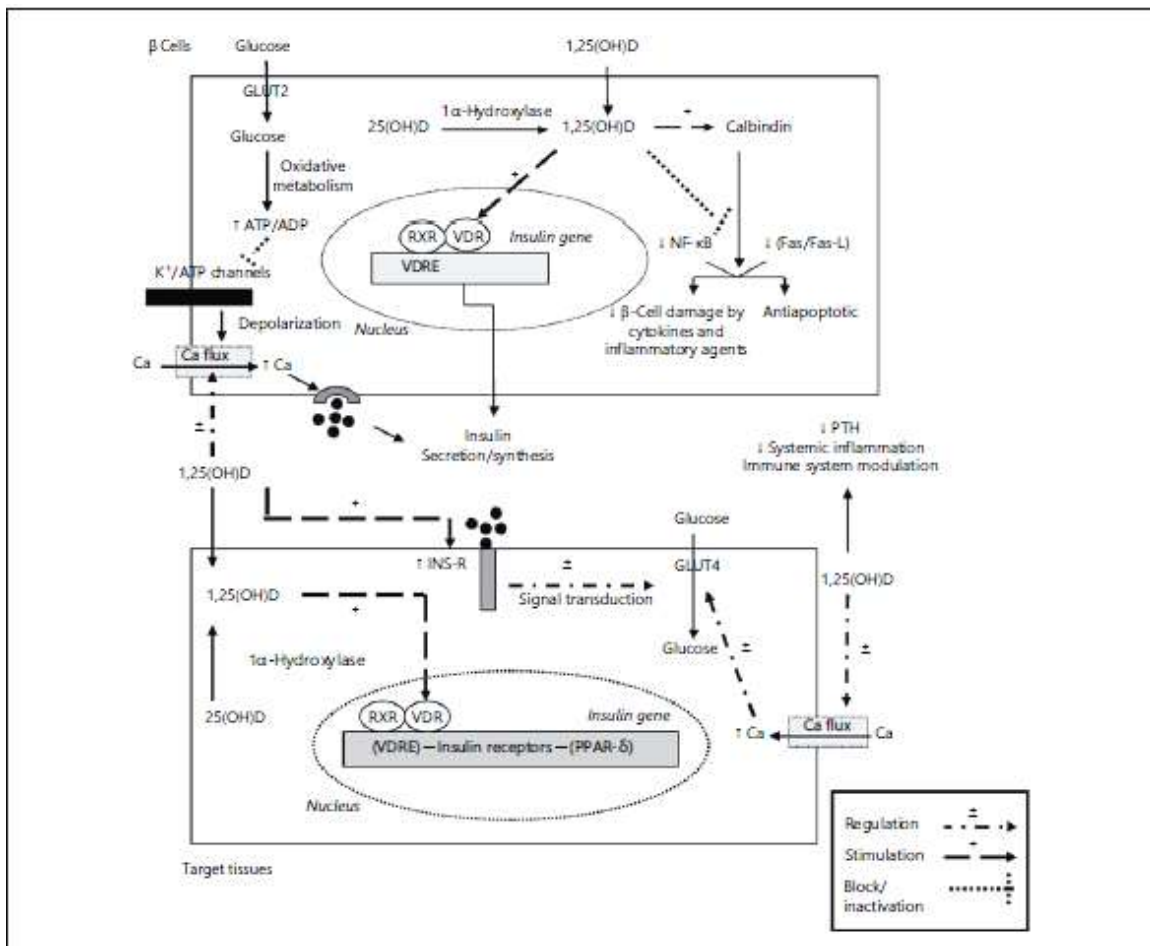 β Cells
Glucose
1,25(OH)D
GLUT2
Glucose
Oxidative
metabolism
↑ ATP/ADP
K⁺/ATP channels
Depolarization
Ca
Ca flux
↑ Ca
25(OH)D
1α-Hydroxylase
1,25(OH)D
+
Calbindin
+
RXR
VDR
Insulin gene
VDRE
Nucleus
↓ NF-κB
↓ (Fas/Fas-L)
↓ β-Cell damage by
cytokines and
inflammatory agents
Antiapoptotic
±
1,25(OH)D
Insulin
Secretion/synthesis
↓ PTH
↓ Systemic inflammation
Immune system modulation
+
Glucose
↑ INS-R
±
Signal transduction
GLUT4
Glucose
1,25(OH)D
1,25(OH)D
+
1α-Hydroxylase
25(OH)D
±
±
RXR
VDR
Insulin gene
(VDRE)—Insulin receptors—(PPAR-δ)
Nucleus
↑ Ca
Ca flux
Ca
Target tissues
Regulation
±
Stimulation
+
Block/
inactivation